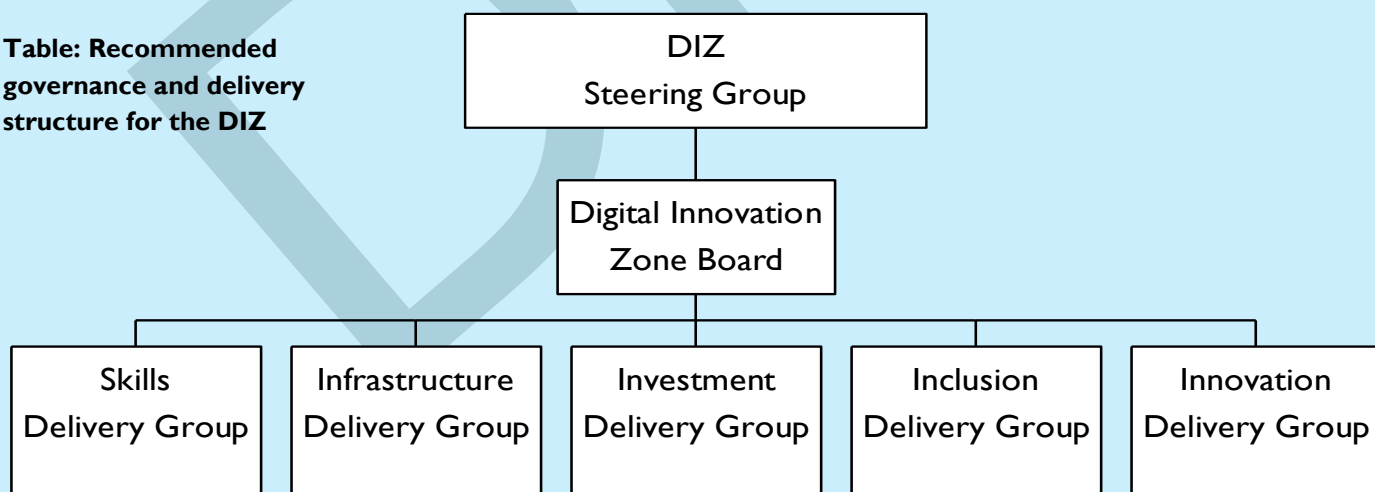 Table: Recommended
governance and delivery
structure for the DIZ
DIZ
Steering Group
Digital Innovation
Zone Board
Skills
Delivery Group
Infrastructure
Delivery Group
Investment
Delivery Group
Inclusion
Delivery Group
Innovation
Delivery Group